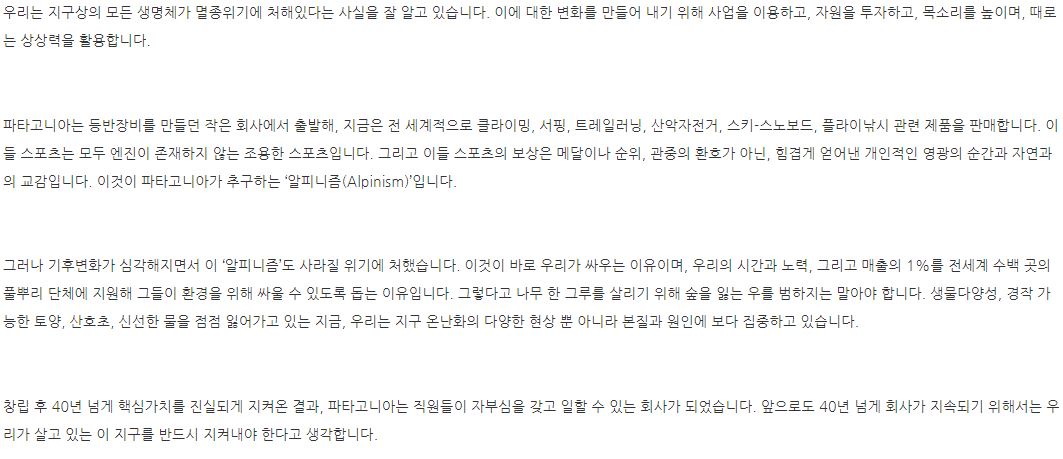 우리는 지구상의 모든 생명체가 멸종위기에 처해있다는 사실을 잘 알고 있습니다. 이에 대한 변화를 만들어 내기 위해 사업을 이용하고, 자원을 투자하고, 목소리를 높이며, 때로
는 상상력을 활용합니다.
파타고니아는 등반장비를 만들던 작은 회사에서 출발해, 지금은 전 세계적으로 클라이밍, 서핑, 트레일러닝, 산악자전거, 스키-스노보드, 플라이낚시 관련 제품을 판매합니다. 이
들 스포츠는 모두 엔진이 존재하지 않는 조용한 스포츠입니다. 그리고 이들 스포츠의 보상은 메달이나 순위, 관중의 환호가 아닌, 힘겹게 얻어낸 개인적인 영광의 순간과 자연과
의 교감입니다. 이것이 파타고니아가 추구하는 ‘알피니즘(Alpinism)’입니다.
그러나 기후변화가 심각해지면서 이 ‘알피니즘’도 사라질 위기에 처했습니다. 이것이 바로 우리가 싸우는 이유이며, 우리의 시간과 노력, 그리고 매출의 1%를 전세계 수백 곳의
풀뿌리 단체에 지원해 그들이 환경을 위해 싸울 수 있도록 돕는 이유입니다. 그렇다고 나무 한 그루를 살리기 위해 숲을 잃는 우를 범하지는 말아야 합니다. 생물다양성, 경작 가
능한 토양, 산호초, 신선한 물을 점점 잃어가고 있는 지금, 우리는 지구 온난화의 다양한 현상 뿐 아니라 본질과 원인에 보다 집중하고 있습니다.
창립 후 40년 넘게 핵심가치를 진실되게 지켜온 결과, 파타고니아는 직원들이 자부심을 갖고 일할 수 있는 회사가 되었습니다. 앞으로도 40년 넘게 회사가 지속되기 위해서는 우
리가 살고 있는 이 지구를 반드시 지켜내야 한다고 생각합니다.